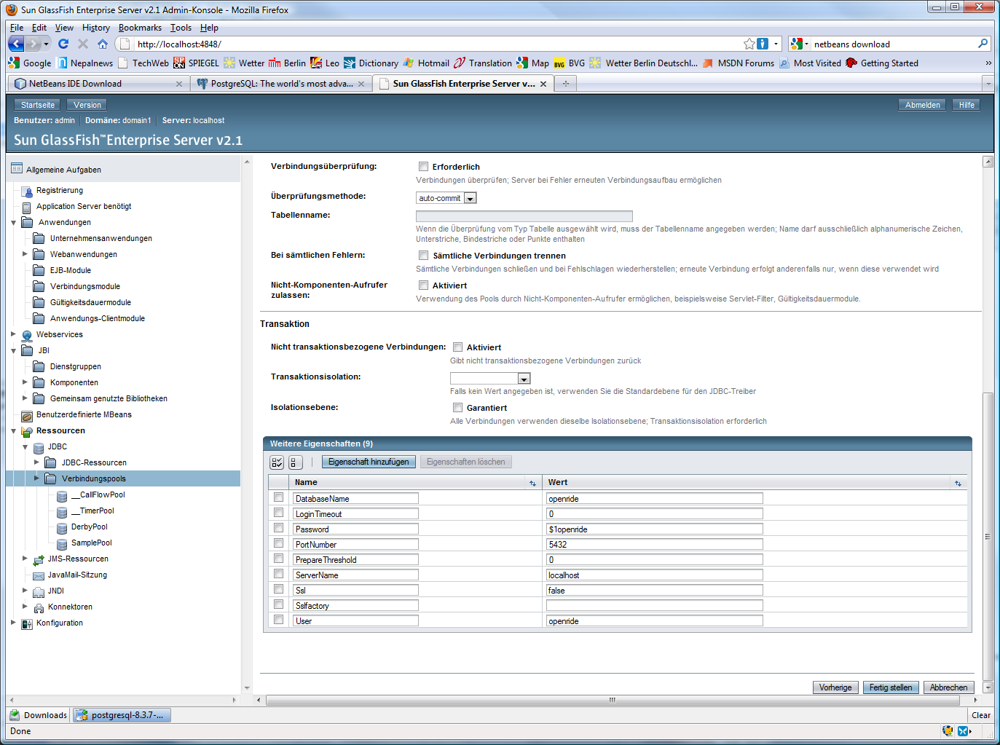 Sun GlassFish Enterprise Server v2.1 Admin-Konsole - Mozilla Firefox
File Edit View History Bookmarks Tools Help
http://localhost:4848/
netbeans download
Google Nepalnews TechWeb SPIEGEL Wetter Berlin Leo Dictionary Hotmail Translation Map BVG Wetter Berlin Deutschl... MSDN Forums Most Visited Getting Started
NetBeans IDE Download
PostgreSQL: The world's most adva...
Sun GlassFish Enterprise Server v...
Startseite Version
Abmelden Hilfe
Benutzer: admin Domäne: domain1 Server: localhost
Sun GlassFish™ Enterprise Server v2.1
Allgemeine Aufgaben
Registrierung
Application Server benötigt
Anwendungen
Unternehmensanwendungen
Webanwendungen
EJB-Module
Verbindungsmodule
Gültigkeitsdauermodule
Anwendungs-Clientmodule
Webservices
JBI
Dienstgruppen
Komponenten
Gemeinsam genutzte Bibliotheken
Benutzerdefinierte MBeans
Ressourcen
JDBC
JDBC-Ressourcen
Verbindungspools
__CallFlowPool
__TimerPool
DerbyPool
SamplePool
JMS-Ressourcen
JavaMail-Sitzung
JNDI
Konnektoren
Konfiguration
Verbindungsüberprüfung: Erforderlich
Verbindungen überprüfen; Server bei Fehler erneuten Verbindungsaufbau ermöglichen
Überprüfungsmethode: auto-commit
Tabellenname:
Wenn die Überprüfung vom Typ Tabelle ausgewählt wird, muss der Tabellenname angegeben werden; Name darf ausschließlich alphanumerische Zeichen,
Unterstriche, Bindestriche oder Punkte enthalten
Bei sämtlichen Fehlern: Sämtliche Verbindungen trennen
Sämtliche Verbindungen schließen und bei Fehlschlagen wiederherstellen; erneute Verbindung erfolgt anderenfalls nur, wenn diese verwendet wird
Nicht-Komponenten-Aufrufer
zulassen: Aktiviert
Verwendung des Pools durch Nicht-Komponenten-Aufrufer ermöglichen, beispielsweise Servlet-Filter, Gültigkeitsdauermodule.
Transaktion
Nicht transaktionsbezogene Verbindungen: Aktiviert
Gibt nicht transaktionsbezogene Verbindungen zurück
Transaktionsisolation:
Falls kein Wert angegeben ist, verwenden Sie die Standardebene für den JDBC-Treiber
Isolationsebene: Garantiert
Alle Verbindungen verwenden dieselbe Isolationsebene; Transaktionsisolation erforderlich
Weitere Eigenschaften (9)
Eigenschaft hinzufügen Eigenschaften löschen
Name Wert
DatabaseName openride
LoginTimeout 0
Password $1openride
PortNumber 5432
PrepareThreshold 0
ServerName localhost
Ssl false
Sslfactory
User openride
Vorherige Fertig stellen Abbrechen
Downloads postgresql-8.3.7-... Clear
Done